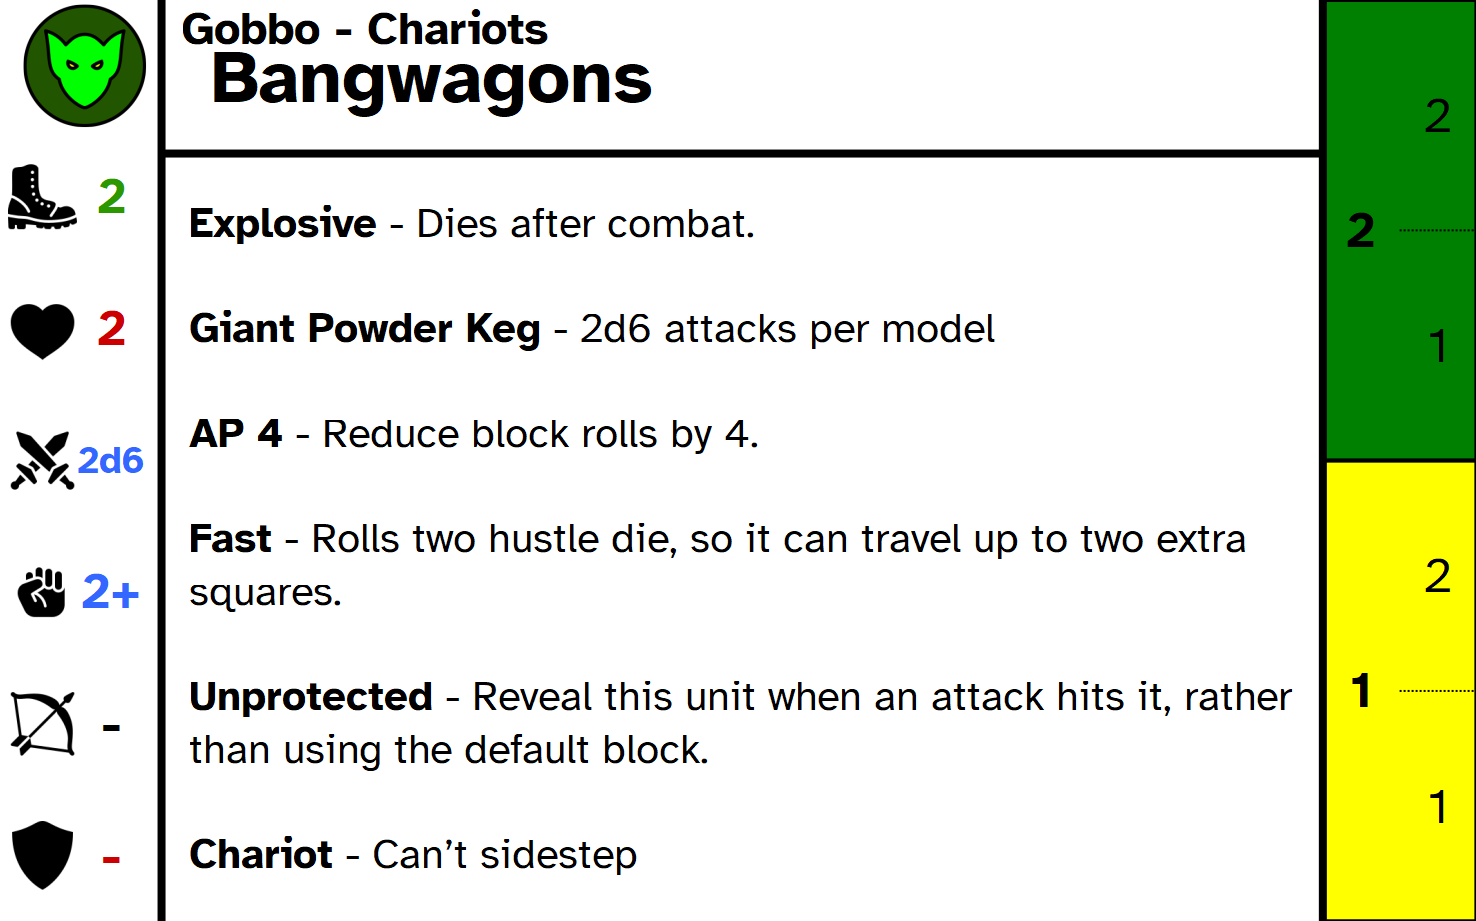 Gobbo - Chariots
Bangwagons
2
2
2d6
2+
-
-
Explosive - Dies after combat.
Giant Powder Keg - 2d6 attacks per model
AP 4 - Reduce block rolls by 4.
Fast - Rolls two hustle die, so it can travel up to two extra
squares.
Unprotected - Reveal this unit when an attack hits it, rather
than using the default block.
Chariot - Can’t sidestep
2
2
1
2
1
1